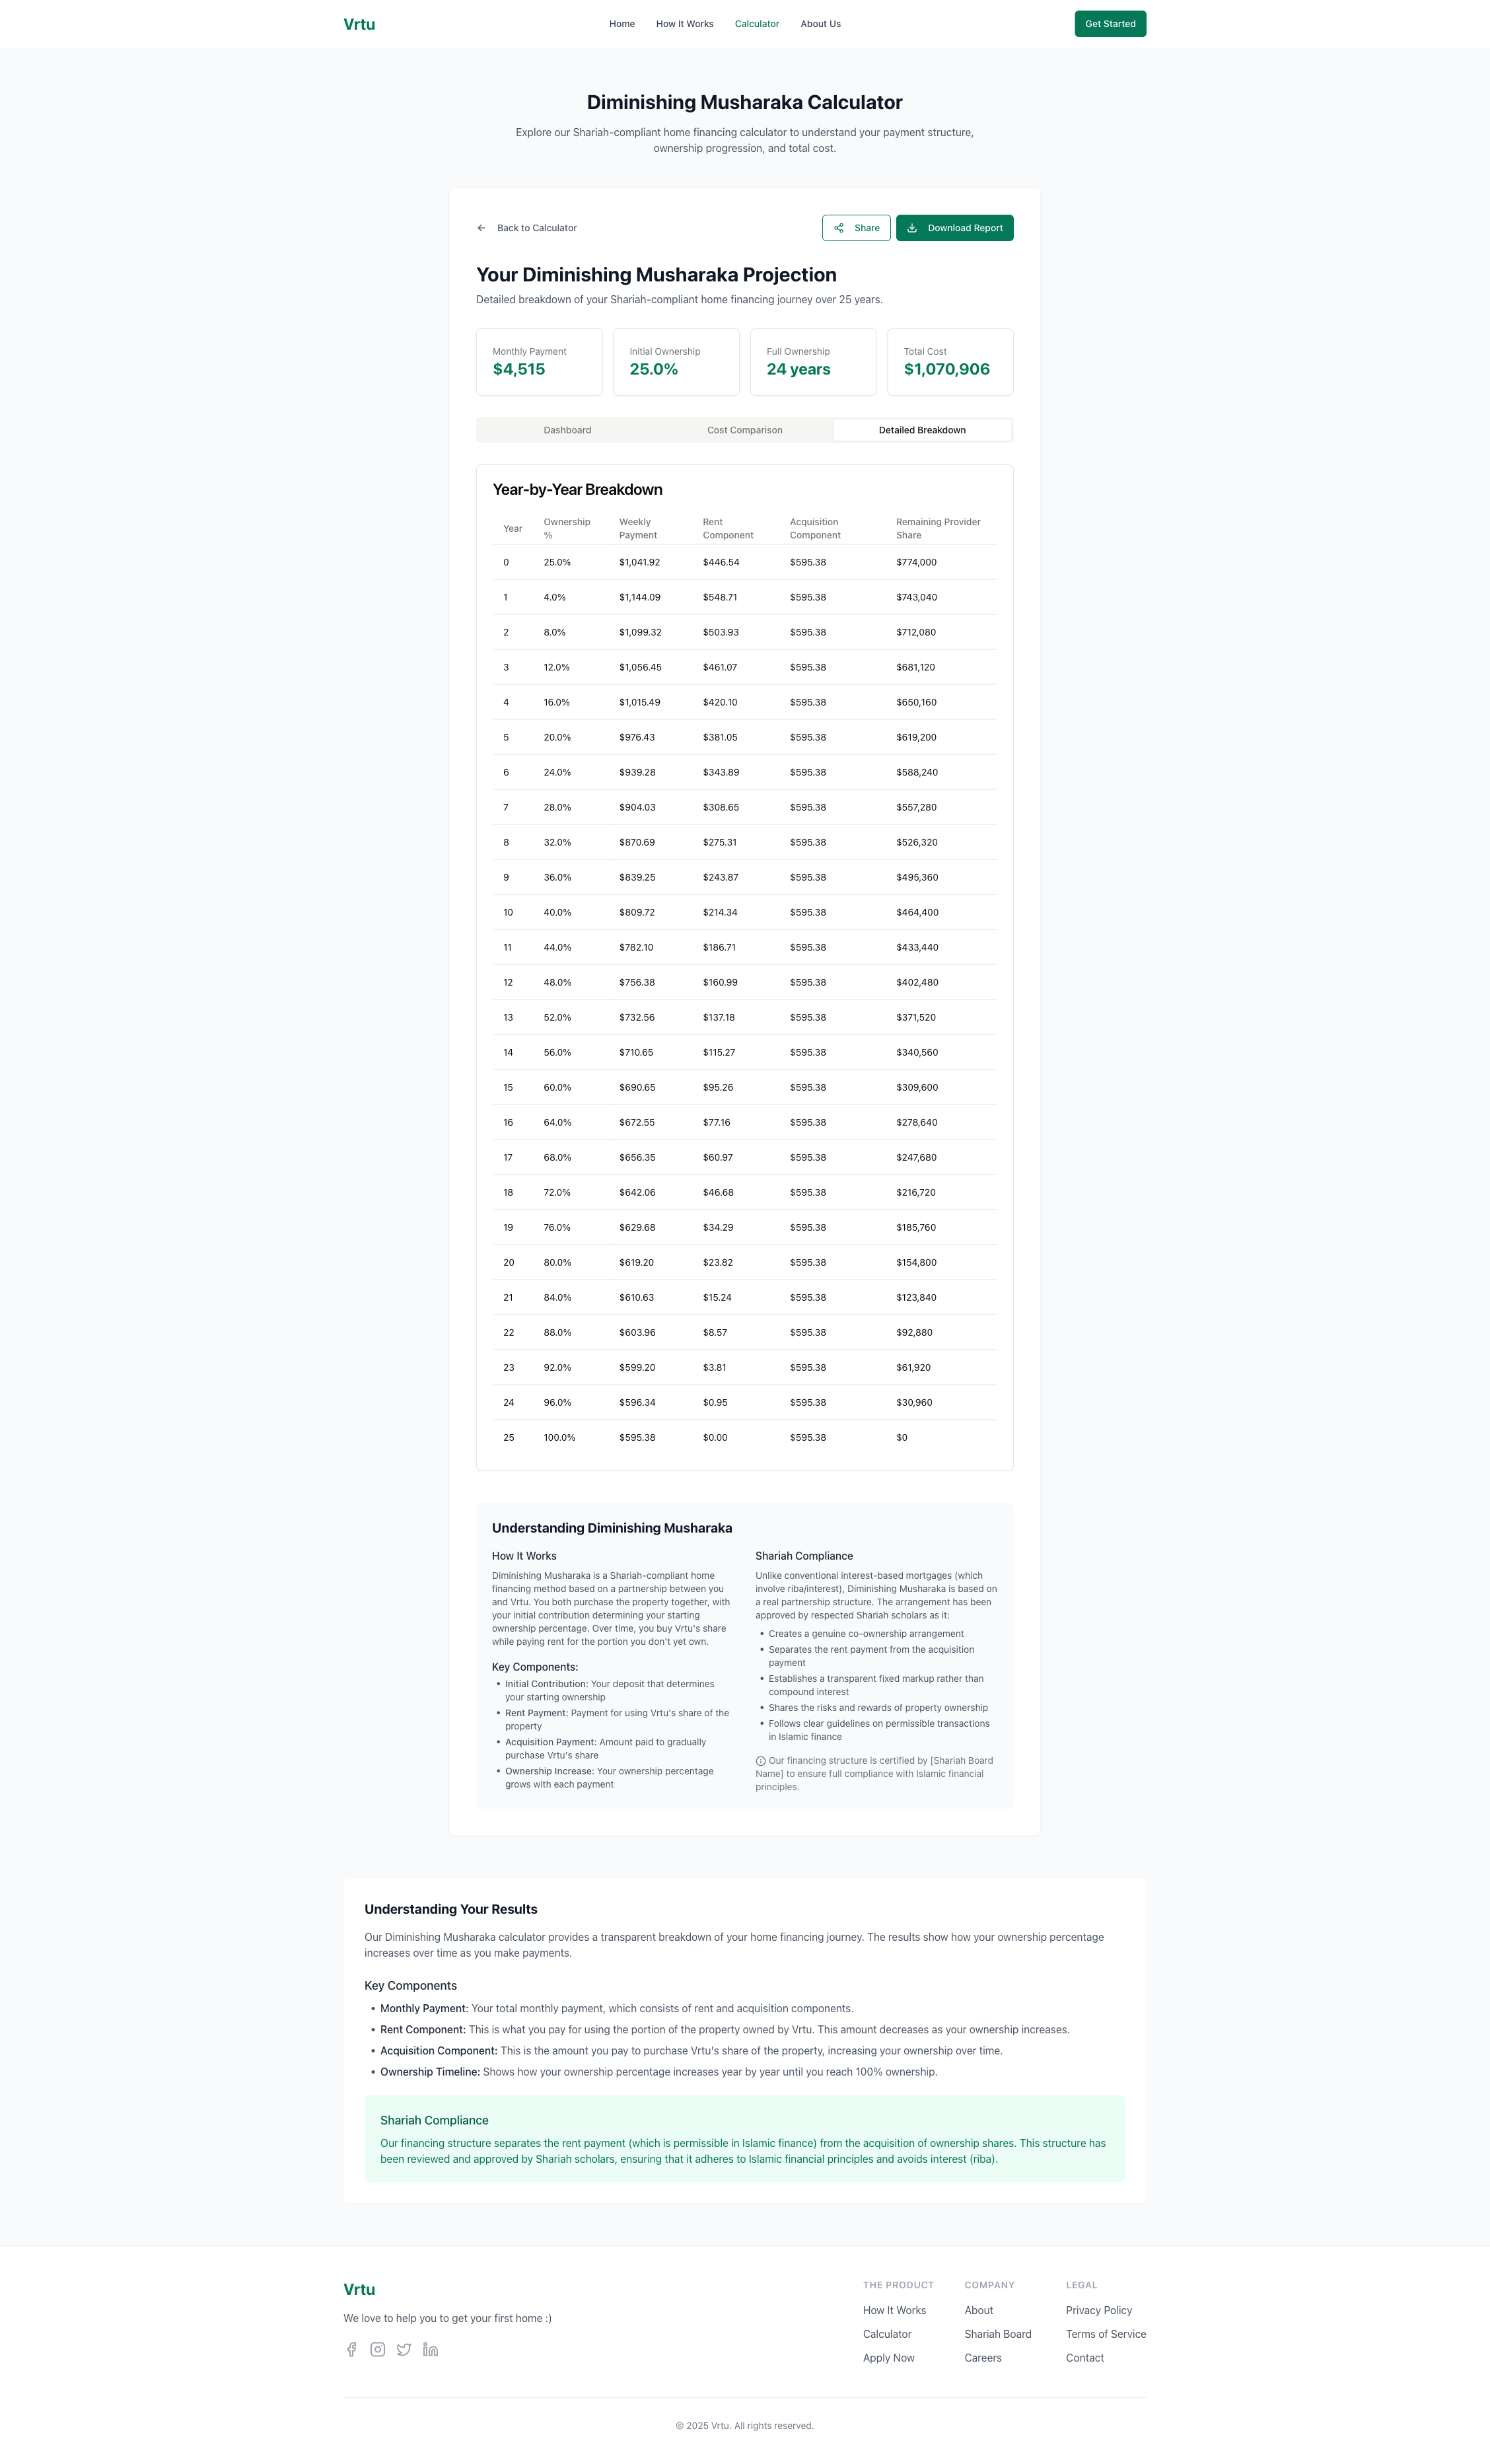 Vrtu
Home How It Works Calculator About Us
Get Started
Diminishing Musharaka Calculator
Explore our Shariah-compliant home financing calculator to understand your payment structure,
ownership progression, and total cost.
Back to Calculator
Share
Download Report
Your Diminishing Musharaka Projection
Detailed breakdown of your Shariah-compliant home financing journey over 25 years.
Monthly Payment
$4,515
Initial Ownership
25.0%
Full Ownership
24 years
Total Cost
$1,070,906
Dashboard Cost Comparison Detailed Breakdown
Year-by-Year Breakdown
Year Ownership % Weekly Payment Rent Component Acquisition Component Remaining Provider Share
0 25.0% $1,041.92 $446.54 $595.38 $774,000
1 4.0% $1,144.09 $548.71 $595.38 $743,040
2 8.0% $1,099.32 $503.93 $595.38 $712,080
3 12.0% $1,056.45 $461.07 $595.38 $681,120
4 16.0% $1,015.49 $420.10 $595.38 $650,160
5 20.0% $976.43 $381.05 $595.38 $619,200
6 24.0% $939.28 $343.89 $595.38 $588,240
7 28.0% $904.03 $308.65 $595.38 $557,280
8 32.0% $870.69 $275.31 $595.38 $526,320
9 36.0% $839.25 $243.87 $595.38 $495,360
10 40.0% $809.72 $214.34 $595.38 $464,400
11 44.0% $782.10 $186.71 $595.38 $433,440
12 48.0% $756.38 $160.99 $595.38 $402,480
13 52.0% $732.56 $137.18 $595.38 $371,520
14 56.0% $710.65 $115.27 $595.38 $340,560
15 60.0% $690.65 $95.26 $595.38 $309,600
16 64.0% $672.55 $77.16 $595.38 $278,640
17 68.0% $656.35 $60.97 $595.38 $247,680
18 72.0% $642.06 $46.68 $595.38 $216,720
19 76.0% $629.68 $34.29 $595.38 $185,760
20 80.0% $619.20 $23.82 $595.38 $154,800
21 84.0% $610.63 $15.24 $595.38 $123,840
22 88.0% $603.96 $8.57 $595.38 $92,880
23 92.0% $599.20 $3.81 $595.38 $61,920
24 96.0% $596.34 $0.95 $595.38 $30,960
25 100.0% $595.38 $0.00 $595.38 $0
Understanding Diminishing Musharaka
How It Works
Diminishing Musharaka is a Shariah-compliant home
financing method based on a partnership between you
and Vrtu. You both purchase the property together, with
your initial contribution determining your starting
ownership percentage. Over time, you buy Vrtu's share
while paying rent for the portion you don't yet own.
Key Components:
• Initial Contribution: Your deposit that determines
your starting ownership
• Rent Payment: Payment for using Vrtu's share of the
property
• Acquisition Payment: Amount paid to gradually
purchase Vrtu's share
• Ownership Increase: Your ownership percentage
grows with each payment
Shariah Compliance
Unlike conventional interest-based mortgages (which
involve riba/interest), Diminishing Musharaka is based on
a real partnership structure. The arrangement has been
approved by respected Shariah scholars as it:
• Creates a genuine co-ownership arrangement
• Separates the rent payment from the acquisition
payment
• Establishes a transparent fixed markup rather than
compound interest
• Shares the risks and rewards of property ownership
• Follows clear guidelines on permissible transactions
in Islamic finance
Our financing structure is certified by [Shariah Board
Name] to ensure full compliance with Islamic financial
principles.
Understanding Your Results
Our Diminishing Musharaka calculator provides a transparent breakdown of your home financing journey. The results show how your ownership percentage
increases over time as you make payments.
Key Components
• Monthly Payment: Your total monthly payment, which consists of rent and acquisition components.
• Rent Component: This is what you pay for using the portion of the property owned by Vrtu. This amount decreases as your ownership increases.
• Acquisition Component: This is the amount you pay to purchase Vrtu's share of the property, increasing your ownership over time.
• Ownership Timeline: Shows how your ownership percentage increases year by year until you reach 100% ownership.
Shariah Compliance
Our financing structure separates the rent payment (which is permissible in Islamic finance) from the acquisition of ownership shares. This structure has
been reviewed and approved by Shariah scholars, ensuring that it adheres to Islamic financial principles and avoids interest (riba).
Vrtu
We love to help you to get your first home :)
THE PRODUCT
How It Works
Calculator
Apply Now
COMPANY
About
Shariah Board
Careers
LEGAL
Privacy Policy
Terms of Service
Contact
© 2025 Vrtu. All rights reserved.